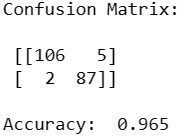 Confusion Matrix:
[[106   5]
[  2  87]]
Accuracy:  0.965